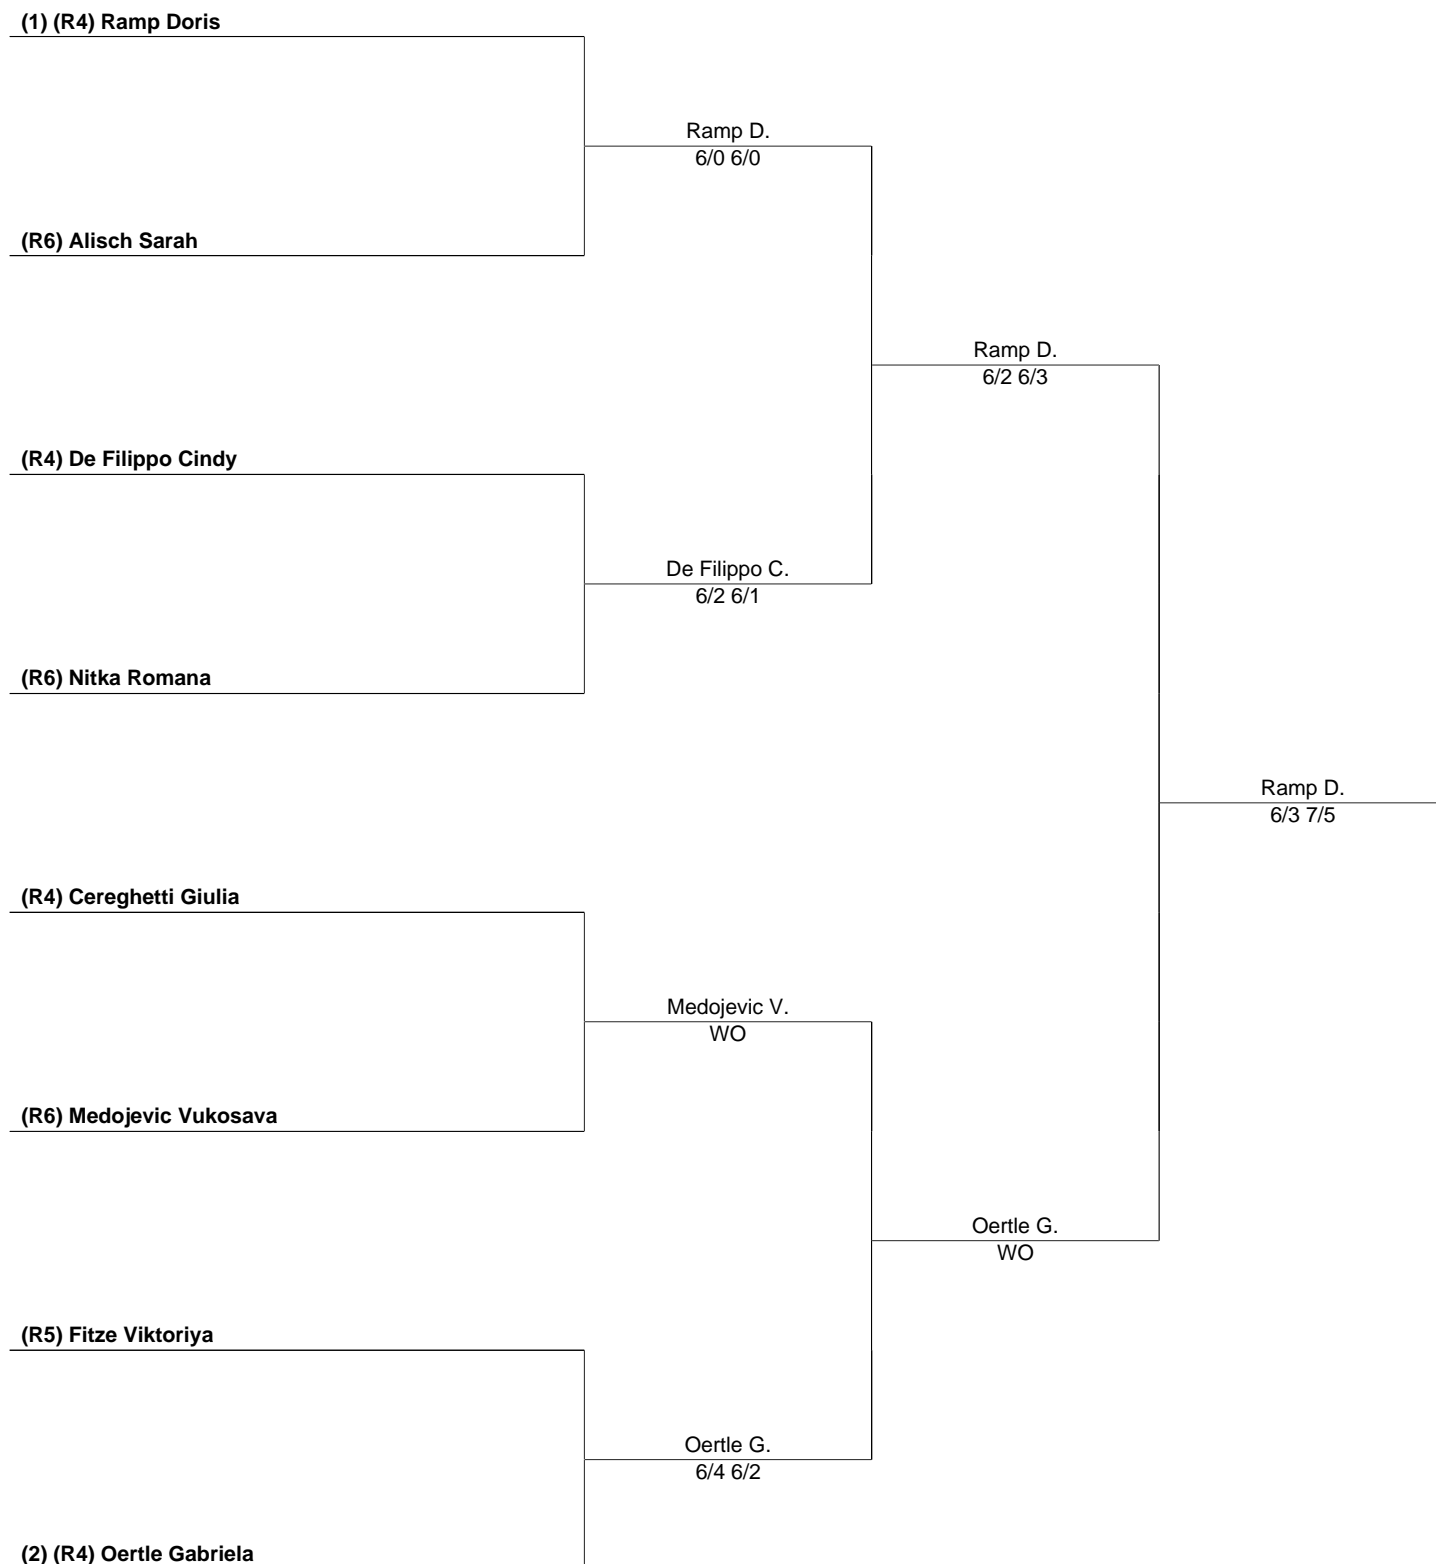 (1) (R4) Ramp Doris
Ramp D.
6/0 6/0
(R6) Alisch Sarah
Ramp D.
6/2 6/3
(R4) De Filippo Cindy
De Filippo C.
6/2 6/1
(R6) Nitka Romana
Ramp D.
6/3 7/5
(R4) Cereghetti Giulia
Medojevic V.
WO
(R6) Medojevic Vukosava
Oertle G.
WO
(R5) Fitze Viktoriya
Oertle G.
6/4 6/2
(2) (R4) Oertle Gabriela